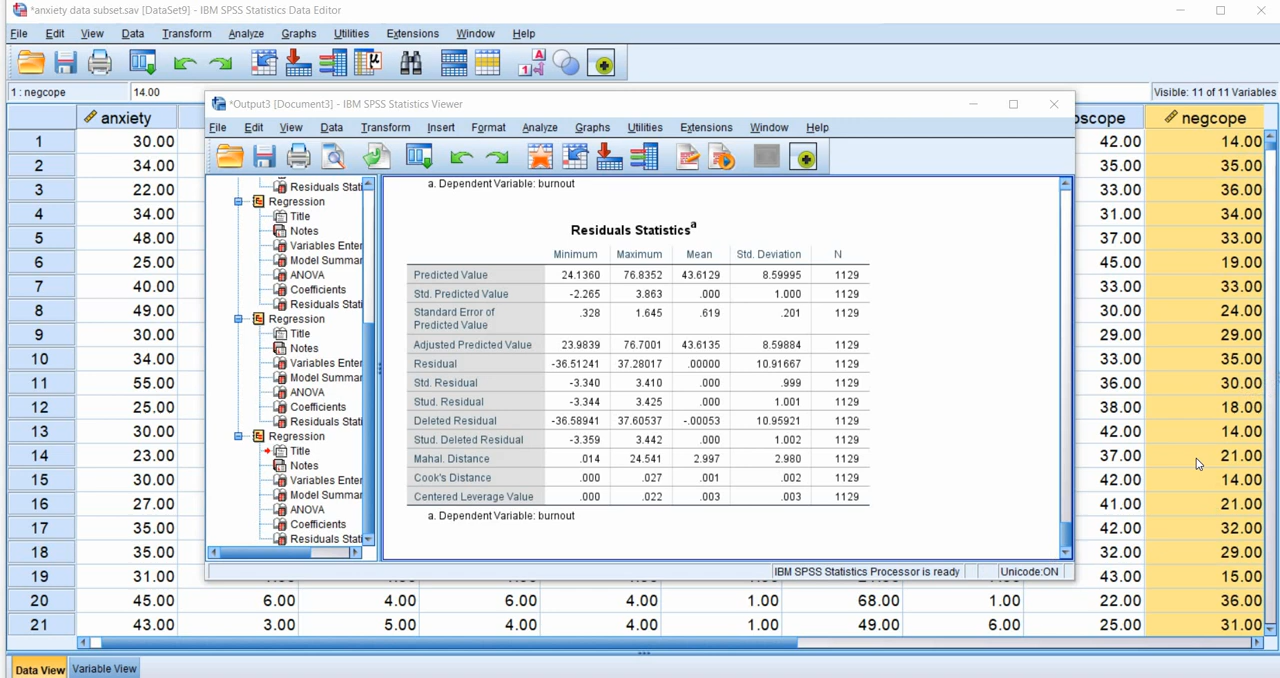 *anxiety data subset.sav [DataSet9] - IBM SPSS Statistics Data Editor
File Edit View Data Transform Analyze Graphs Utilities Extensions Window Help
1 : negcope 14.00 Visible: 11 of 11 Variables
*Output3 [Document3] - IBM SPSS Statistics Viewer
File Edit View Data Transform Insert Format Analyze Graphs Utilities Extensions Window Help
anxiety negcope
1 30.00 42.00 14.00
2 34.00 35.00 35.00
3 22.00 33.00 36.00
4 34.00 31.00 34.00
5 48.00 37.00 33.00
6 25.00 45.00 19.00
7 40.00 33.00 33.00
8 49.00 30.00 24.00
9 30.00 29.00 29.00
10 34.00 33.00 35.00
11 55.00 36.00 30.00
12 25.00 38.00 18.00
13 30.00 42.00 14.00
14 23.00 37.00 21.00
15 30.00 42.00 14.00
16 27.00 41.00 21.00
17 35.00 42.00 32.00
18 35.00 32.00 29.00
19 31.00 43.00 15.00
20 45.00 6.00 4.00 6.00 4.00 1.00 68.00 1.00 22.00 36.00
21 43.00 3.00 5.00 4.00 4.00 1.00 49.00 6.00 25.00 31.00
Residuals Stati
Regression
Title
Notes
Variables Enter
Model Summar
ANOVA
Coefficients
Residuals Stati
Regression
Title
Notes
Variables Enter
Model Summar
ANOVA
Coefficients
Residuals Stati
Regression
Title
Notes
Variables Enter
Model Summar
ANOVA
Coefficients
Residuals Stati
a. Dependent Variable: burnout
Residuals Statisticsa
Minimum Maximum Mean Std. Deviation N
Predicted Value 24.1360 76.8352 43.6129 8.59995 1129
Std. Predicted Value -2.265 3.863 .000 1.000 1129
Standard Error of
Predicted Value .328 1.645 .619 .201 1129
Adjusted Predicted Value 23.9839 76.7001 43.6135 8.59884 1129
Residual -36.51241 37.28017 .00000 10.91667 1129
Std. Residual -3.340 3.410 .000 .999 1129
Stud. Residual -3.344 3.425 .000 1.001 1129
Deleted Residual -36.58941 37.60537 -.00053 10.95921 1129
Stud. Deleted Residual -3.359 3.442 .000 1.002 1129
Mahal. Distance .014 24.541 2.997 2.980 1129
Cook's Distance .000 .027 .001 .002 1129
Centered Leverage Value .000 .022 .003 .003 1129
a. Dependent Variable: burnout
IBM SPSS Statistics Processor is ready Unicode:ON
Data View Variable View